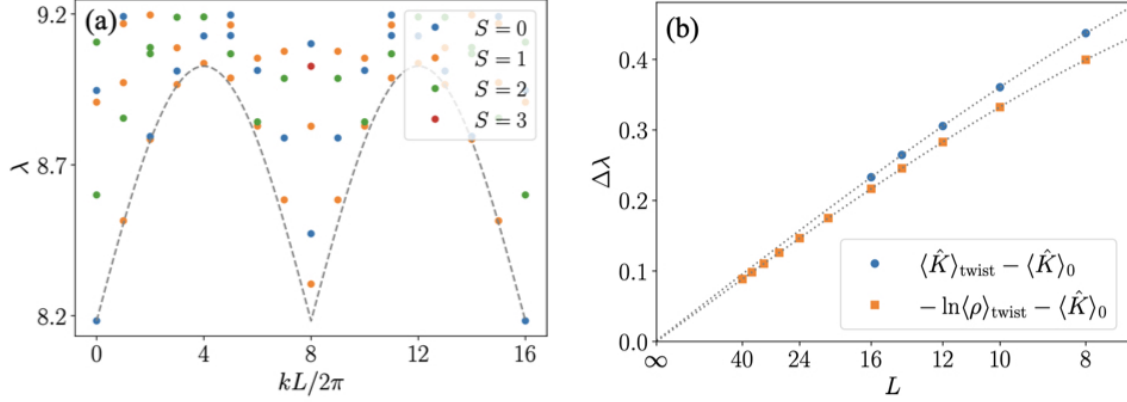 (a)
S = 0
S = 1
S = 2
S = 3
9.2
8.7
8.2
λ
0 4 8 12 16
kL/2π
(b)
0.4
0.3
0.2
0.1
0.0
Δλ
⟨K̂⟩twist − ⟨K̂⟩0
− ln⟨ρ⟩twist − ⟨K̂⟩0
∞ 40 24 16 12 10 8
L